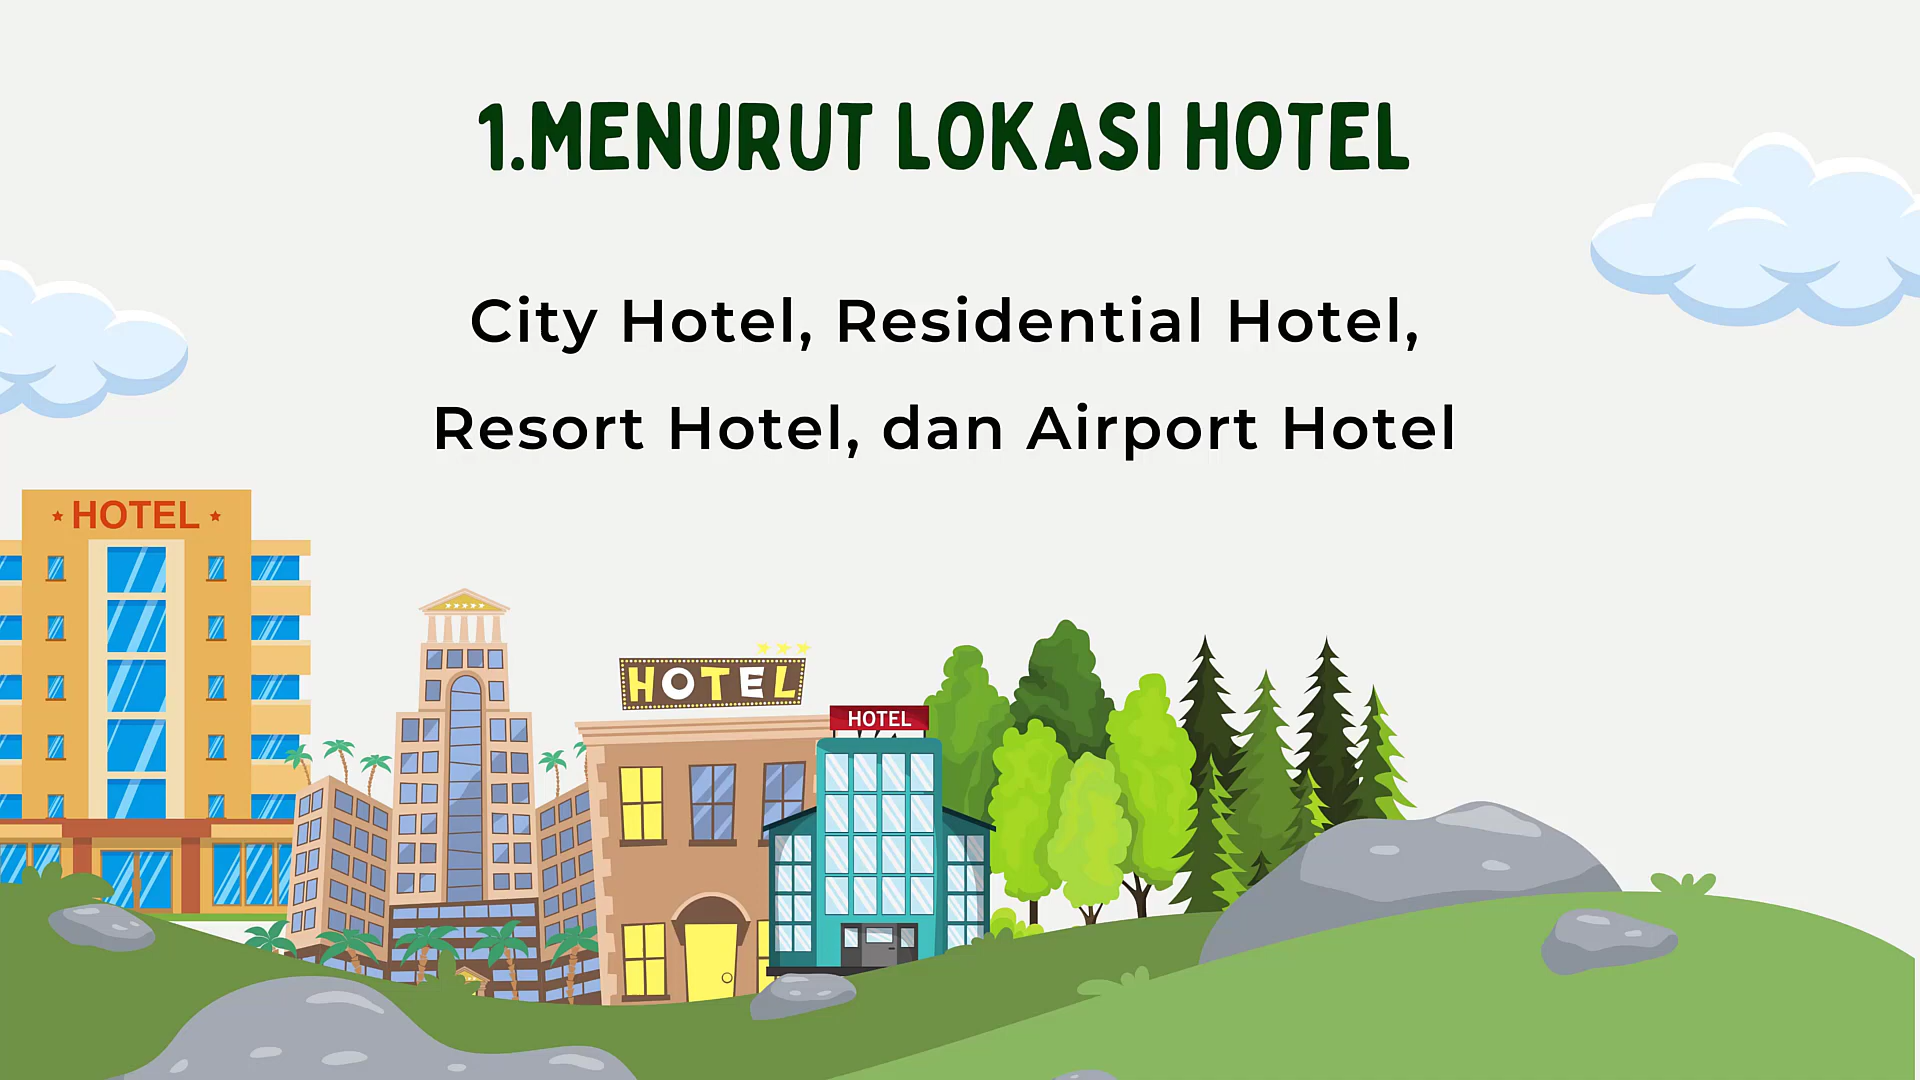 1.MENURUT LOKASI HOTEL
City Hotel, Residential Hotel,
Resort Hotel, dan Airport Hotel
HOTEL
HOTEL
HOTEL